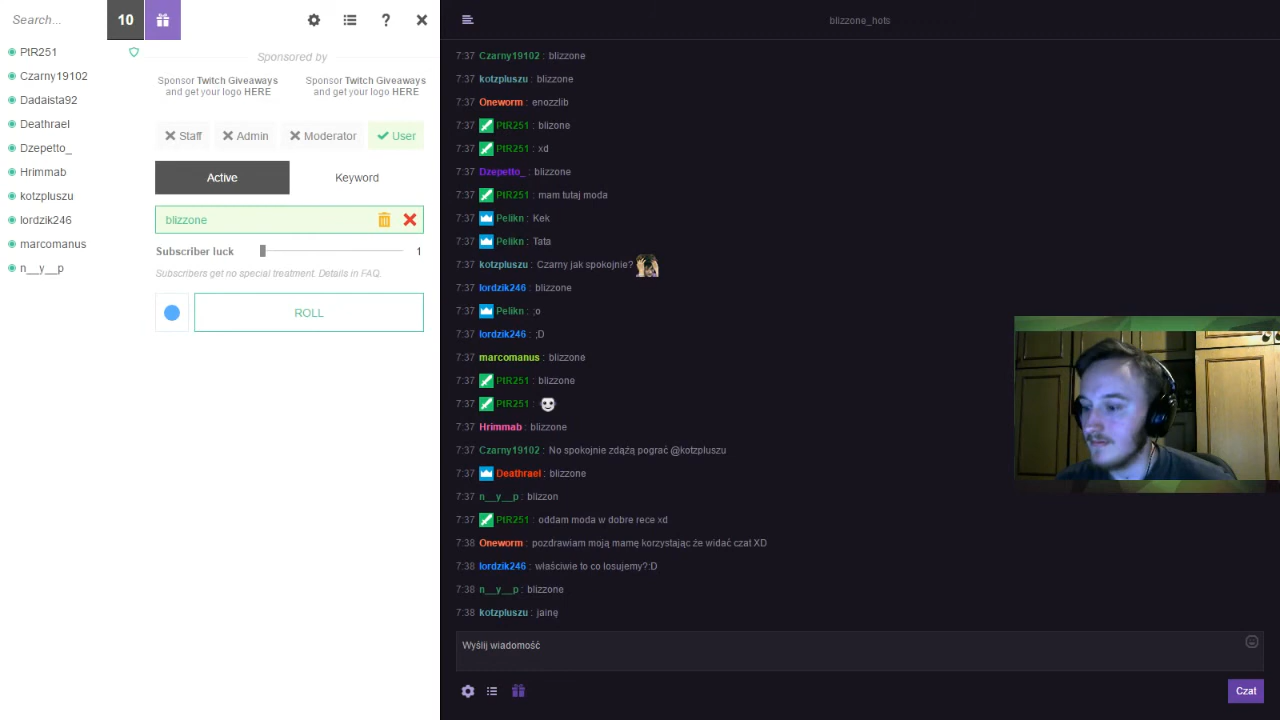 Search...
10
?
PtR251
Czarny19102
Dadaista92
Deathrael
Dzepetto_
Hrimmab
kotzpluszu
lordzik246
marcomanus
n__y__p
Sponsored by
Sponsor Twitch Giveaways
and get your logo HERE
Sponsor Twitch Giveaways
and get your logo HERE
Staff
Admin
Moderator
User
Active
Keyword
blizzone
Subscriber luck
1
Subscribers get no special treatment. Details in FAQ.
ROLL
blizzone_hots
7:37 Czarny19102 : blizzone
7:37 kotzpluszu : blizzone
7:37 Oneworm : enozzlib
7:37 PtR251 : blizone
7:37 PtR251 : xd
7:37 Dzepetto_ : blizzone
7:37 PtR251 : mam tutaj moda
7:37 Pelikn : Kek
7:37 Pelikn : Tata
7:37 kotzpluszu : Czarny jak spokojnie?
7:37 lordzik246 : blizzone
7:37 Pelikn : ;o
7:37 lordzik246 : ;D
7:37 marcomanus : blizzone
7:37 PtR251 : blizzone
7:37 PtR251 :
7:37 Hrimmab : blizzone
7:37 Czarny19102 : No spokojnie zdążą pograć @kotzpluszu
7:37 Deathrael : blizzone
7:37 n__y__p : blizzon
7:37 PtR251 : oddam moda w dobre rece xd
7:38 Oneworm : pozdrawiam moją mamę korzystając że widać czat XD
7:38 lordzik246 : właściwie to co losujemy?:D
7:38 n__y__p : blizzone
7:38 kotzpluszu : jainę
Wyślij wiadomość
Czat